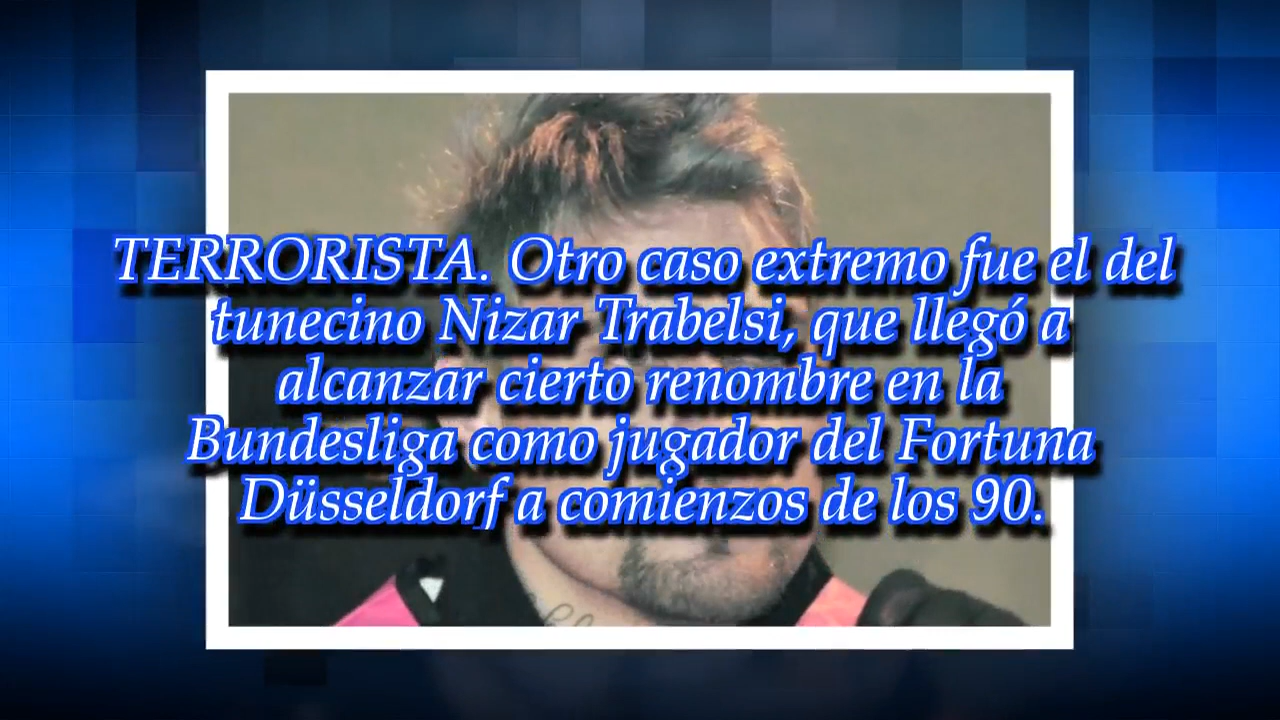 TERRORISTA. Otro caso extremo fue el del
tunecino Nizar Trabelsi, que llegó a
alcanzar cierto renombre en la
Bundesliga como jugador del Fortuna
Düsseldorf a comienzos de los 90.